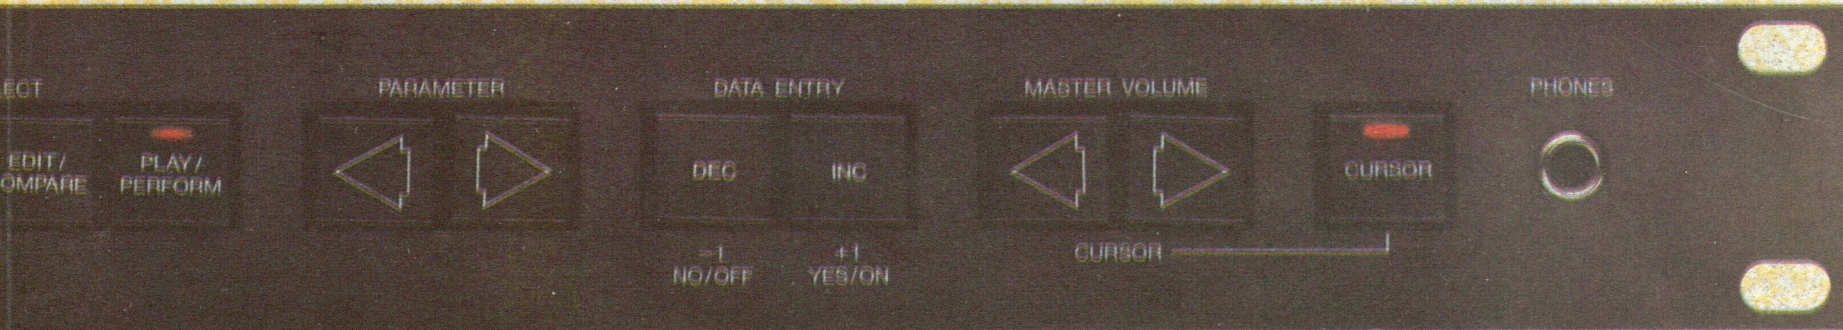 ECT
PARAMETER
DATA ENTRY
MASTER VOLUME
PHONES
EDIT/
OMPARE
PLAY/
PERFORM
DEC
INC
CURSOR
-1
NO/OFF
+1
YES/ON
CURSOR